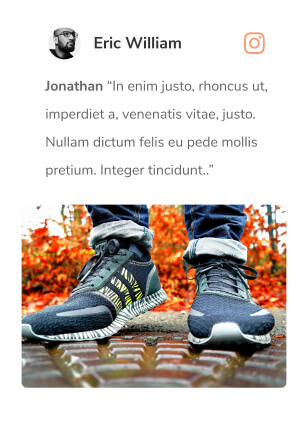 Eric William
Jonathan “In enim justo, rhoncus ut,
imperdiet a, venenatis vitae, justo.
Nullam dictum felis eu pede mollis
pretium. Integer tincidunt..”